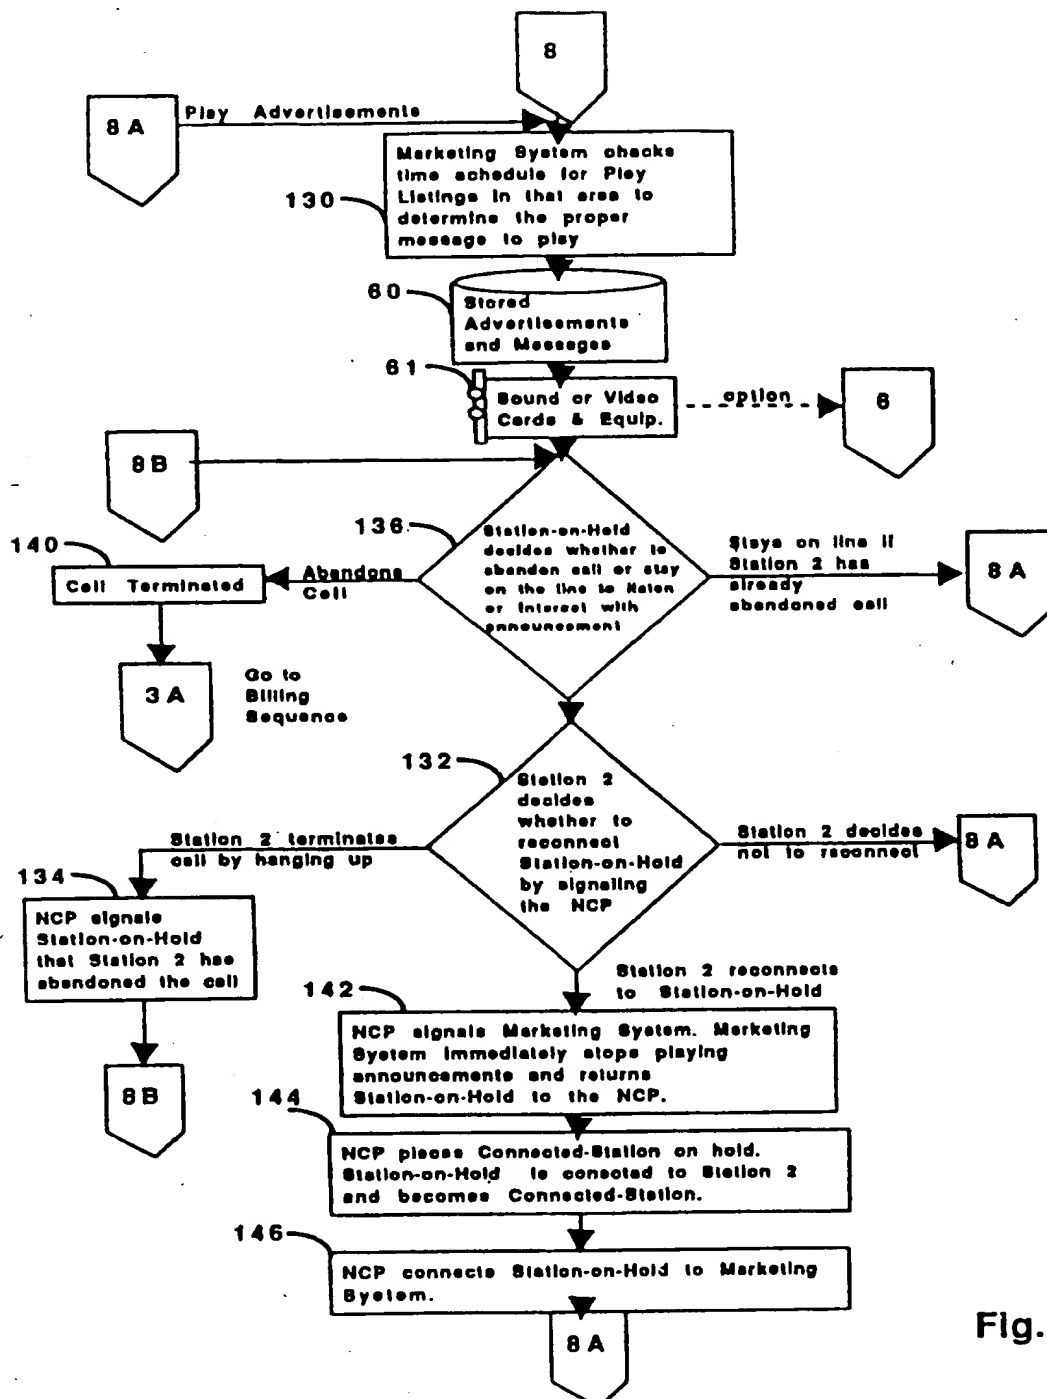 8
8A
Play Advertisements
Marketing System checks
time schedule for Play
Listings in that area to
determine the proper
message to play
130
60
Stored
Advertisements
and Messages
61
Sound or Video
Cards & Equip.
option
6
8B
136
Station-on-Hold
decides whether to
abandon call or stay
on the line to listen
or interact with
announcement
Stays on line if
Station 2 has
already
abandoned call
8A
140
Call Terminated
Abandons
Call
3A
Go to
Billing
Sequence
132
Station 2
decides
whether to
reconnect
Station-on-Hold
by signaling
the NCP
Station 2 terminates
call by hanging up
Station 2 decides
not to reconnect
8A
134
NCP signals
Station-on-Hold
that Station 2 has
abandoned the call
8B
Station 2 reconnects
to Station-on-Hold
142
NCP signals Marketing System. Marketing
System immediately stops playing
announcements and returns
Station-on-Hold to the NCP.
144
NCP places Connected-Station on hold.
Station-on-Hold is conected to Station 2
and becomes Connected-Station.
146
NCP connects Station-on-Hold to Marketing
System.
8A
Fig.